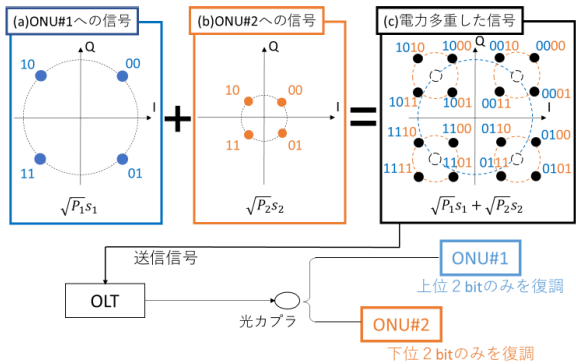 (a)ONU#1への信号
(b)ONU#2への信号
(c)電力多重した信号
Q
10 00
I
11 01
√P₁s₁
+
Q
10 00
I
11 01
√P₂s₂
=
1010 1000 Q 0010 0000
I
1011 1001 0011 0001
1110 1100 0110 0100
1111 1101 0111 0101
√P₁s₁ + √P₂s₂
送信信号
OLT
光カプラ
ONU#1
上位２bitのみを復調
ONU#2
下位２bitのみを復調